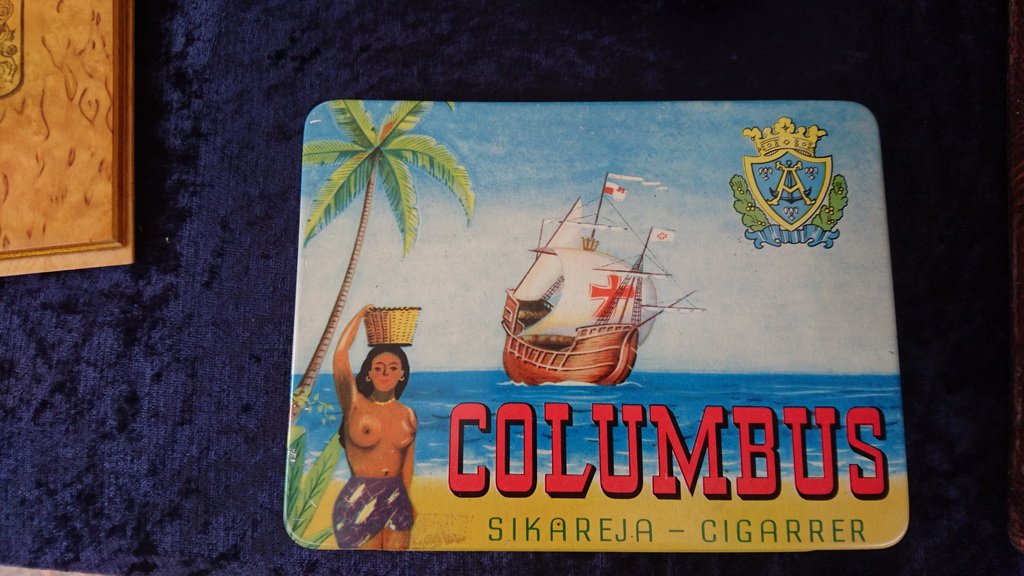 A
COLUMBUS
SIKAREJA – CIGARRER